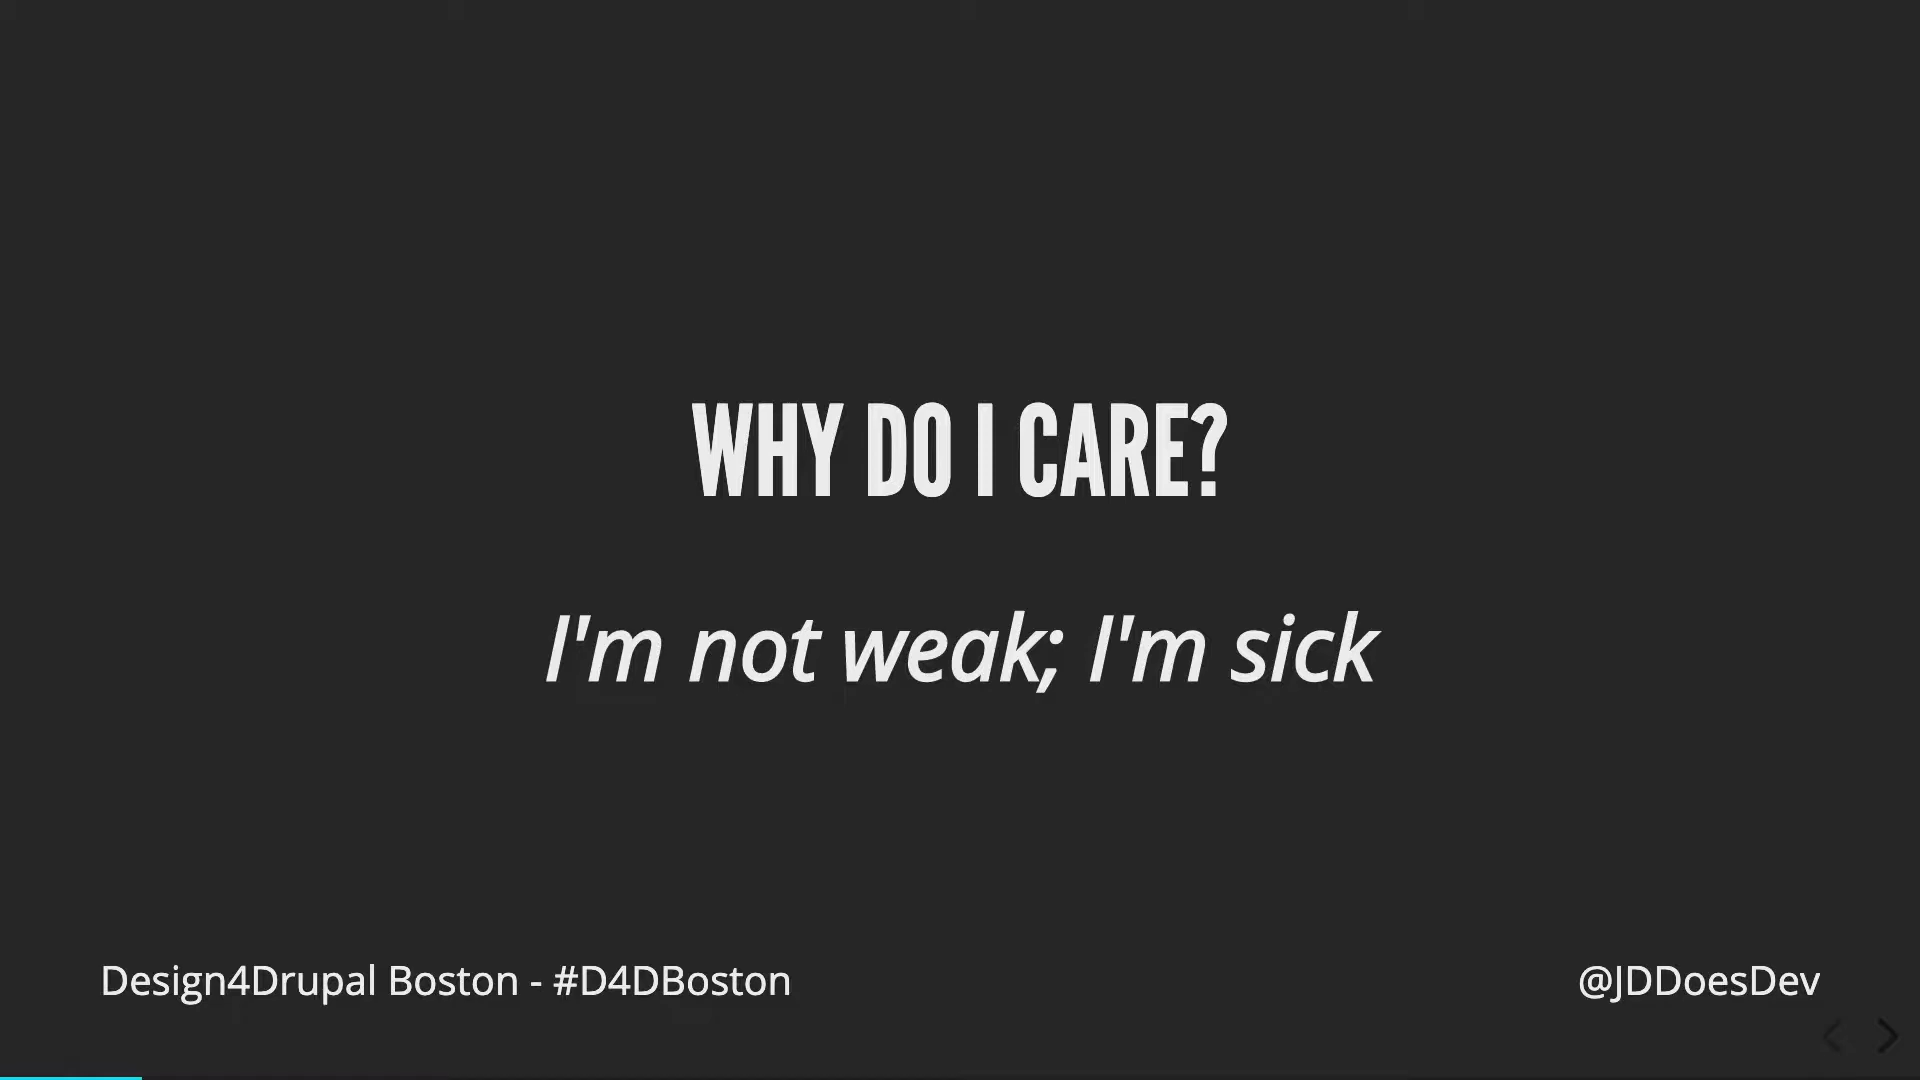 WHY DO I CARE?
I'm not weak; I'm sick
Design4Drupal Boston - #D4DBoston
@JDDoesDev